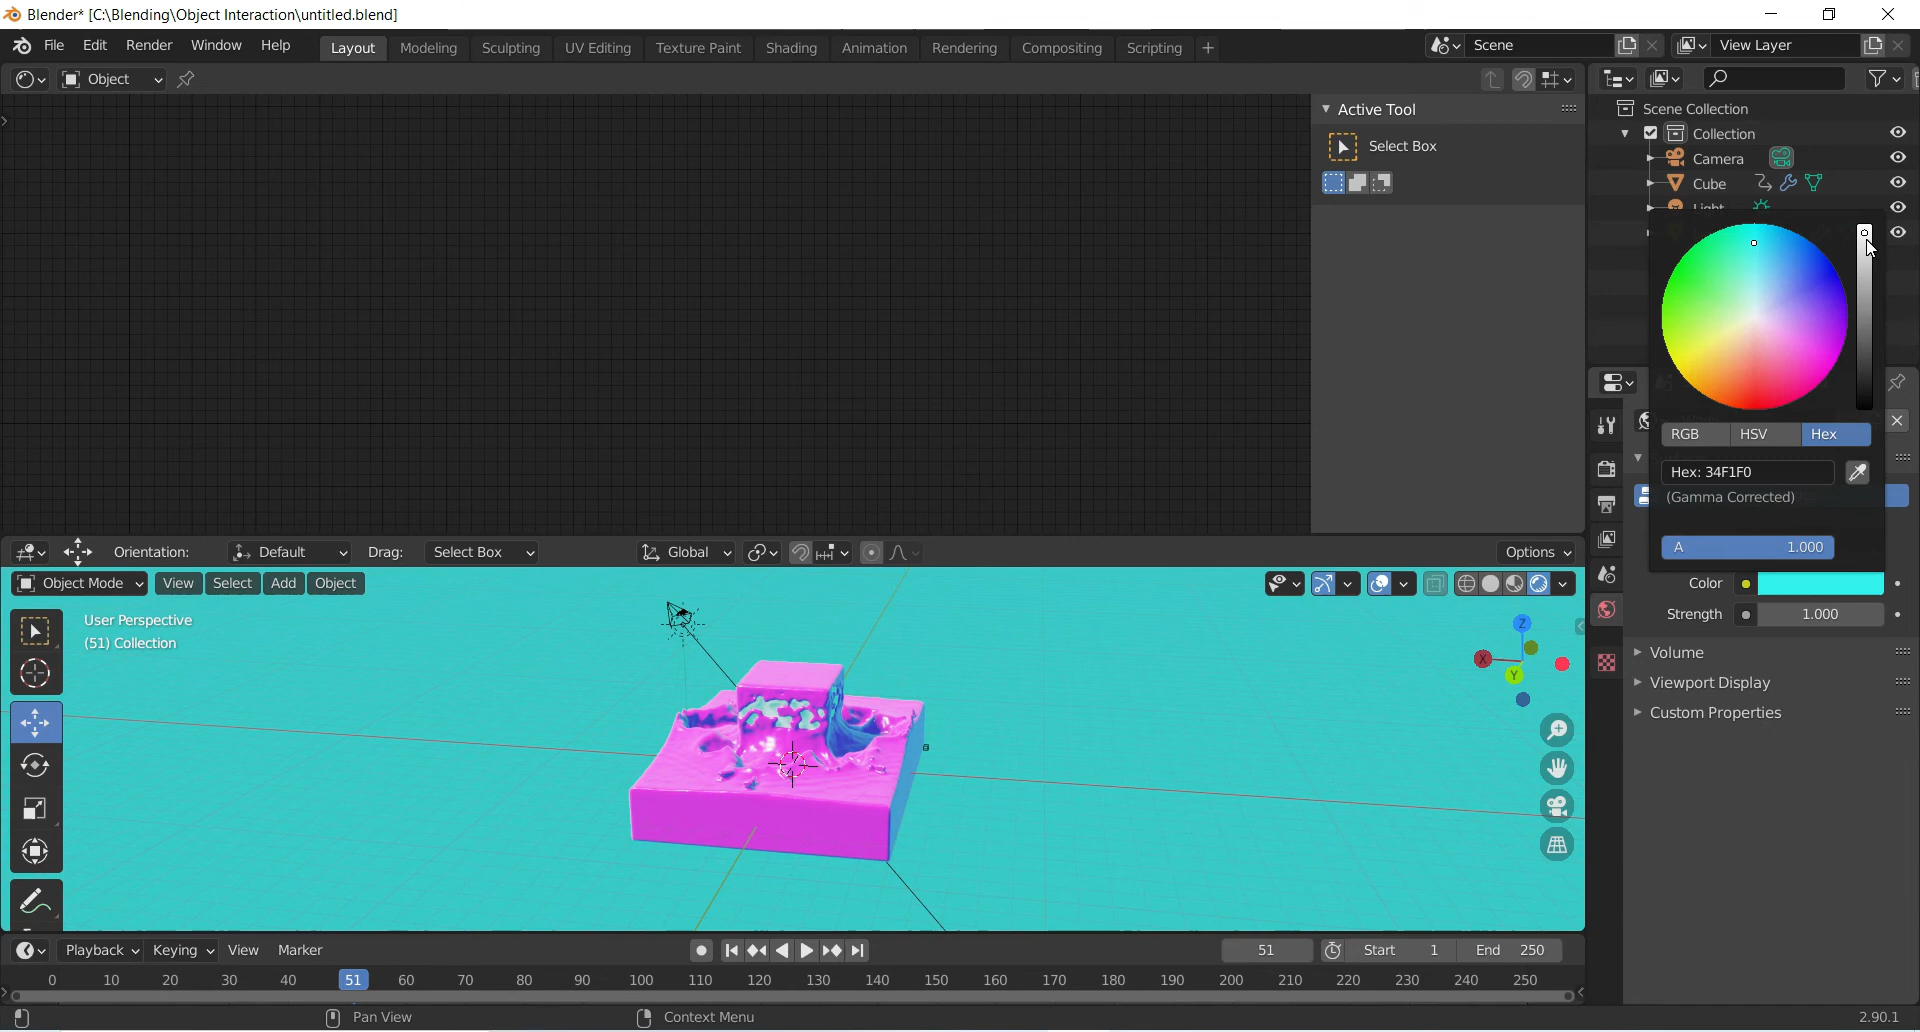 Blender* [C:\Blending\Object Interaction\untitled.blend]
File Edit Render Window Help Layout Modeling Sculpting UV Editing Texture Paint Shading Animation Rendering Compositing Scripting + Scene View Layer
Object
Active Tool
Select Box
Scene Collection
Collection
Camera
Cube
Light
RGB HSV Hex
Hex: 34F1F0
(Gamma Corrected)
A 1.000
Color
Strength 1.000
Volume
Viewport Display
Custom Properties
Orientation: Default Drag: Select Box Global Options
Object Mode View Select Add Object
User Perspective
(51) Collection
Z
X
Y
Playback Keying View Marker 51 Start 1 End 250
0 10 20 30 40 51 60 70 80 90 100 110 120 130 140 150 160 170 180 190 200 210 220 230 240 250
Pan View Context Menu 2.90.1